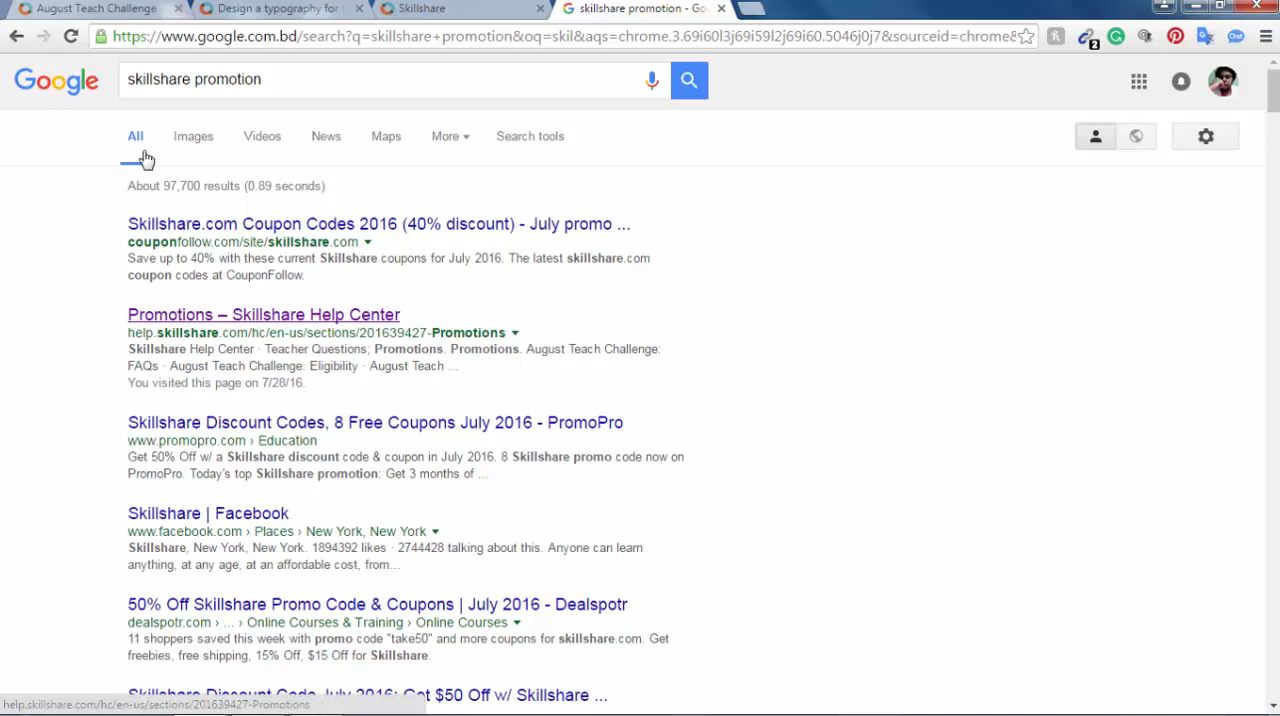 August Teach Challenge
Design a typography for
Skillshare
skillshare promotion - Go
https://www.google.com.bd/search?q=skillshare+promotion&oq=skil&aqs=chrome.3.69i60l3j69i59l2j69i60.5046j0j7&sourceid=chrome&
2
Google
skillshare promotion
All Images Videos News Maps More Search tools
About 97,700 results (0.89 seconds)
Skillshare.com Coupon Codes 2016 (40% discount) - July promo ...
couponfollow.com/site/skillshare.com
Save up to 40% with these current Skillshare coupons for July 2016. The latest skillshare.com
coupon codes at CouponFollow.
Promotions – Skillshare Help Center
help.skillshare.com/hc/en-us/sections/201639427-Promotions
Skillshare Help Center · Teacher Questions; Promotions. Promotions. August Teach Challenge:
FAQs · August Teach Challenge: Eligibility · August Teach ...
You visited this page on 7/28/16.
Skillshare Discount Codes, 8 Free Coupons July 2016 - PromoPro
www.promopro.com › Education
Get 50% Off w/ a Skillshare discount code & coupon in July 2016. 8 Skillshare promo code now on
PromoPro. Today's top Skillshare promotion: Get 3 months of ...
Skillshare | Facebook
www.facebook.com › Places › New York, New York
Skillshare, New York, New York. 1894392 likes · 2744428 talking about this. Anyone can learn
anything, at any age, at an affordable cost, from...
50% Off Skillshare Promo Code & Coupons | July 2016 - Dealspotr
dealspotr.com › ... › Online Courses & Training › Online Courses
11 shoppers saved this week with promo code "take50" and more coupons for skillshare.com. Get
freebies, free shipping, 15% Off, $15 Off for Skillshare.
Skillshare Discount Code July 2016: Get $50 Off w/ Skillshare ...
help.skillshare.com/hc/en-us/sections/201639427-Promotions